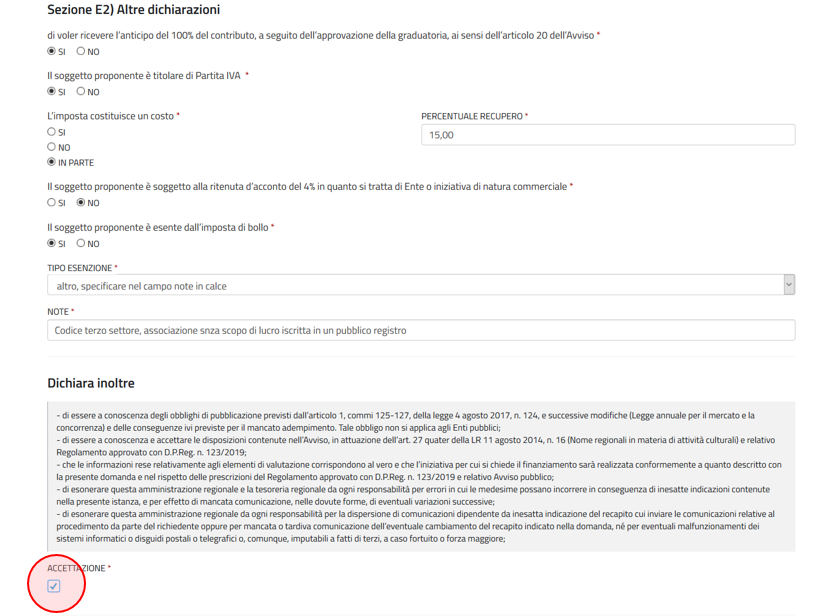 Sezione E2) Altre dichiarazioni
di voler ricevere l'anticipo del 100% del contributo, a seguito dell'approvazione della graduatoria, ai sensi dell'articolo 20 dell'Avviso *
SI NO
Il soggetto proponente è titolare di Partita IVA *
SI NO
L'imposta costituisce un costo *
SI
NO
IN PARTE
PERCENTUALE RECUPERO *
15,00
Il soggetto proponente è soggetto alla ritenuta d'acconto del 4% in quanto si tratta di Ente o iniziativa di natura commerciale *
SI NO
Il soggetto proponente è esente dall'imposta di bollo *
SI NO
TIPO ESENZIONE *
altro, specificare nel campo note in calce
NOTE *
Codice terzo settore, associazione snza scopo di lucro iscritta in un pubblico registro
Dichiara inoltre
- di essere a conoscenza degli obblighi di pubblicazione previsti dall'articolo 1, commi 125-127, della legge 4 agosto 2017, n. 124, e successive modifiche (Legge annuale per il mercato e la
concorrenza) e delle conseguenze ivi previste per il mancato adempimento. Tale obbligo non si applica agli Enti pubblici;
- di essere a conoscenza e accettare le disposizioni contenute nell'Avviso, in attuazione dell'art. 27 quater della LR 11 agosto 2014, n. 16 (Nome regionali in materia di attività culturali) e relativo
Regolamento approvato con D.P.Reg. n. 123/2019;
- che le informazioni rese relativamente agli elementi di valutazione corrispondono al vero e che l'iniziativa per cui si chiede il finanziamento sarà realizzata conformemente a quanto descritto con
la presente domanda e nel rispetto delle prescrizioni del Regolamento approvato con D.P.Reg. n. 123/2019 e relativo Avviso pubblico;
- di esonerare questa amministrazione regionale e la tesoreria regionale da ogni responsabilità per errori in cui le medesime possano incorrere in conseguenza di inesatte indicazioni contenute
nella presente istanza, e per effetto di mancata comunicazione, nelle dovute forme, di eventuali variazioni successive;
- di esonerare questa amministrazione regionale da ogni responsabilità per la dispersione di comunicazioni dipendente da inesatta indicazione del recapito cui inviare le comunicazioni relative al
procedimento da parte del richiedente oppure per mancata o tardiva comunicazione dell'eventuale cambiamento del recapito indicato nella domanda, né per eventuali malfunzionamenti dei
sistemi informatici o disguidi postali o telegrafici o, comunque, imputabili a fatti di terzi, a caso fortuito o forza maggiore;
ACCETTAZIONE *